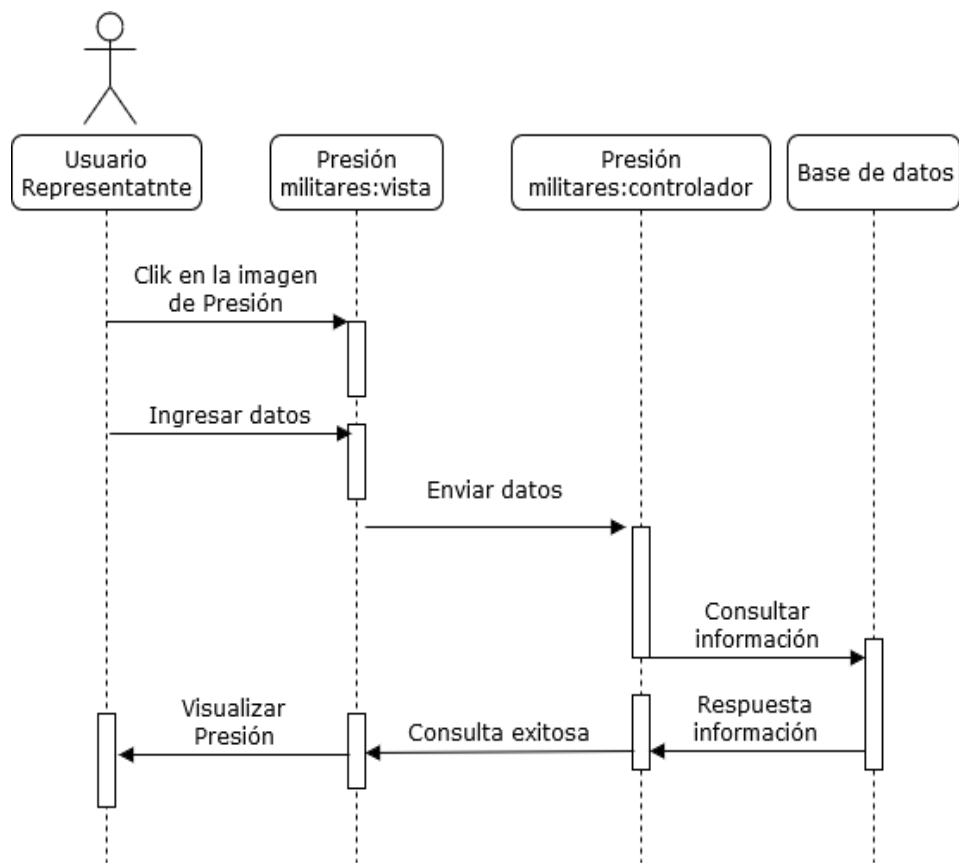 Usuario
Representatnte
Presión
militares:vista
Presión
militares:controlador
Base de datos
Clik en la imagen
de Presión
Ingresar datos
Enviar datos
Consultar
información
Respuesta
información
Consulta exitosa
Visualizar
Presión